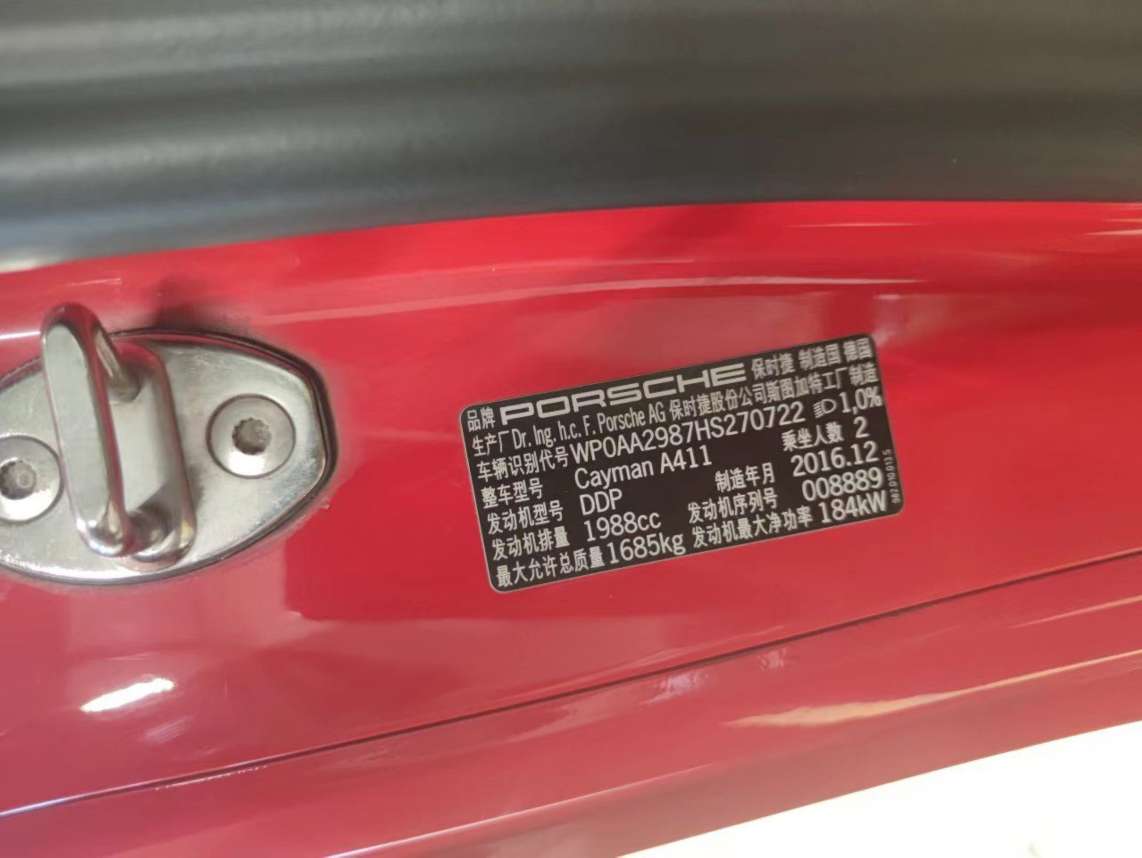 品牌 PORSCHE 保时捷 制造国 德国
生产厂 Dr. Ing. h.c. F. Porsche AG 保时捷股份公司斯图加特工厂制造
车辆识别代号 WP0AA2987HS270722 1,0%
整车型号 Cayman A411 乘坐人数 2
发动机型号 DDP 制造年月 2016.12
发动机排量 1988cc 发动机序列号 008889
最大允许总质量 1685kg 发动机最大净功率 184kW